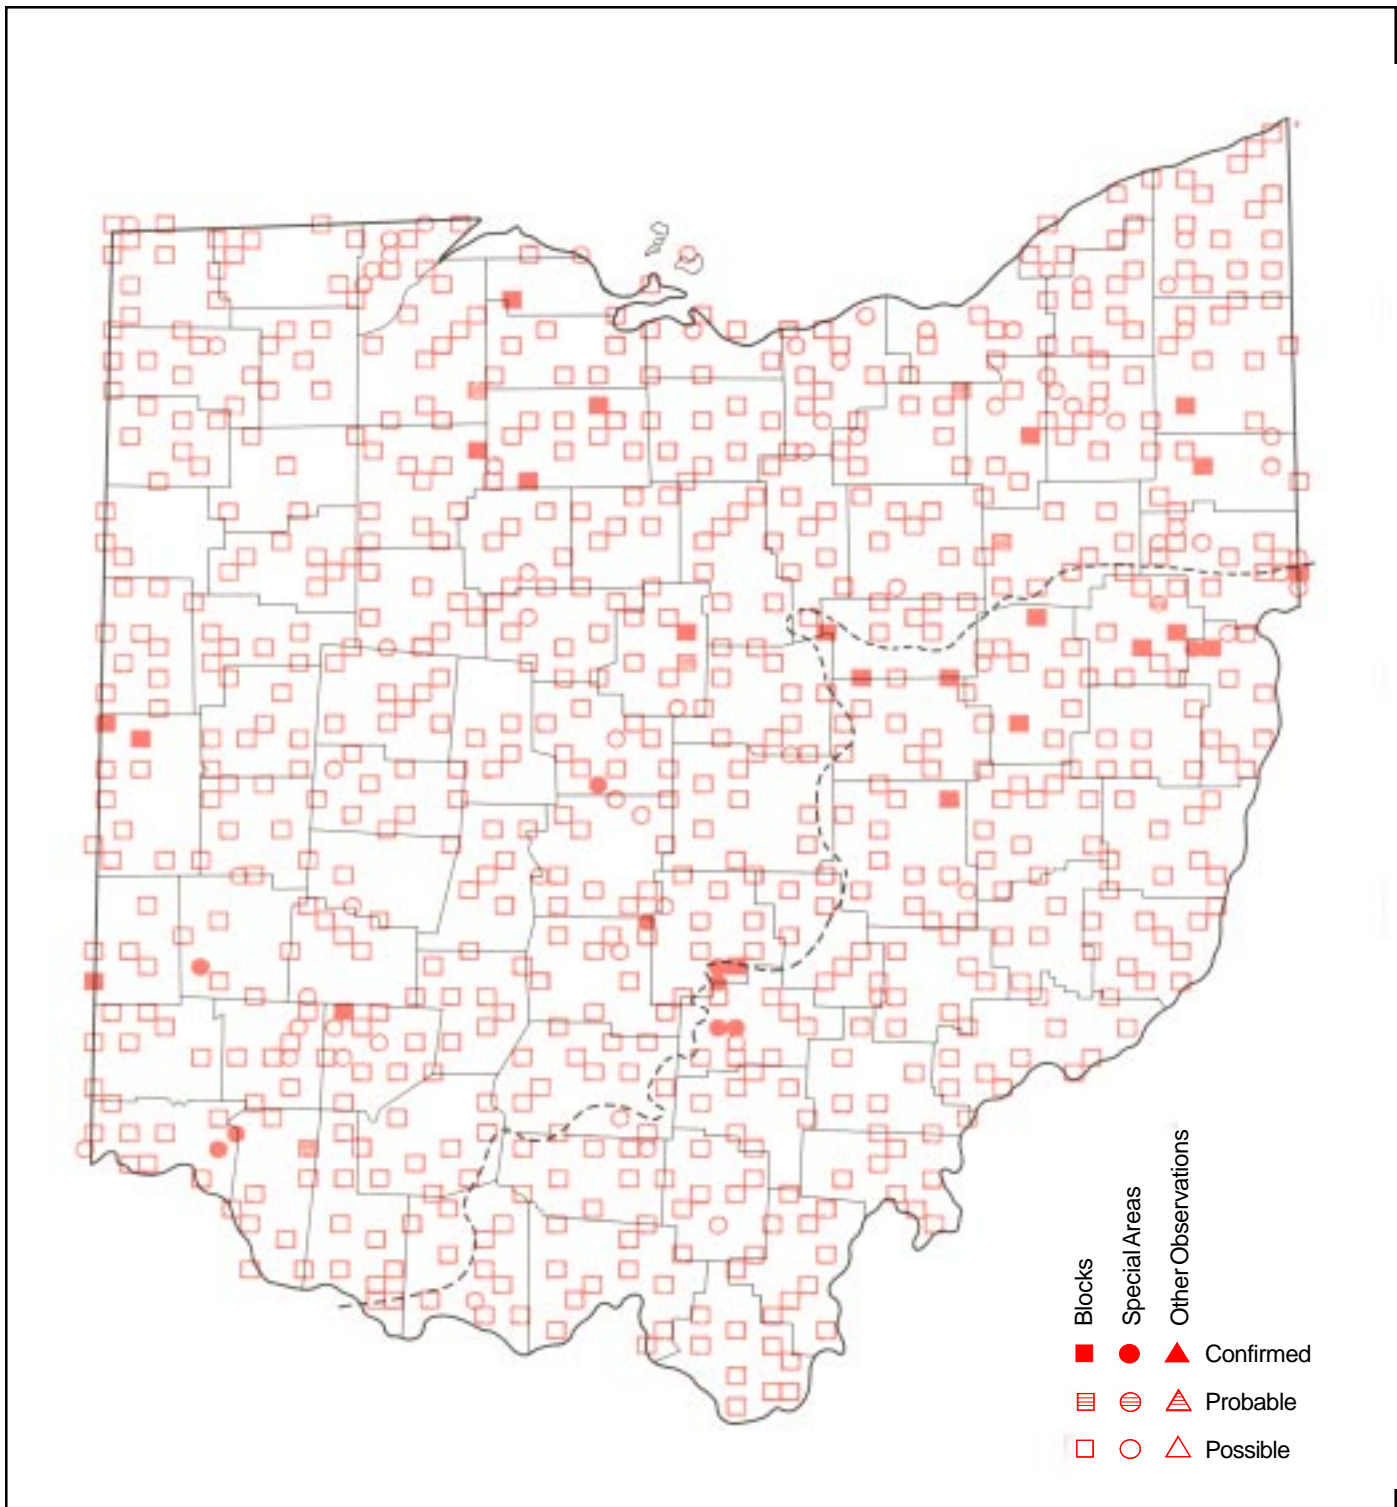 Blocks
Special Areas
Other Observations
Confirmed
Probable
Possible